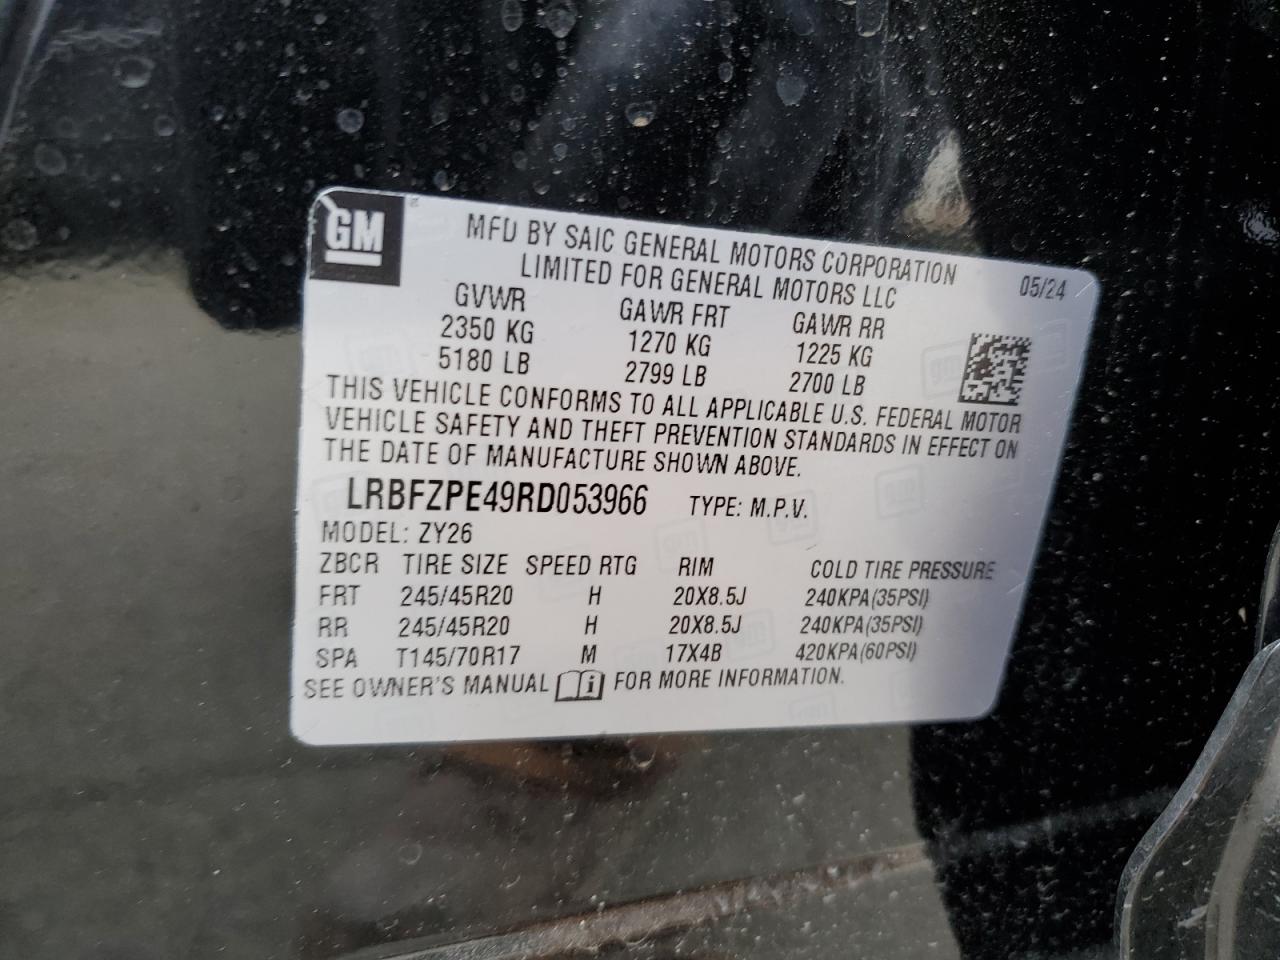 GM
MFD BY SAIC GENERAL MOTORS CORPORATION
LIMITED FOR GENERAL MOTORS LLC
05/24
GVWR GAWR FRT GAWR RR
2350 KG 1270 KG 1225 KG
5180 LB 2799 LB 2700 LB
THIS VEHICLE CONFORMS TO ALL APPLICABLE U.S. FEDERAL MOTOR
VEHICLE SAFETY AND THEFT PREVENTION STANDARDS IN EFFECT ON
THE DATE OF MANUFACTURE SHOWN ABOVE.
LRBFZPE49RD053966 TYPE: M.P.V.
MODEL: ZY26
ZBCR TIRE SIZE SPEED RTG RIM COLD TIRE PRESSURE
FRT 245/45R20 H 20X8.5J 240KPA(35PSI)
RR 245/45R20 H 20X8.5J 240KPA(35PSI)
SPA T145/70R17 M 17X4B 420KPA(60PSI)
SEE OWNER'S MANUAL i FOR MORE INFORMATION.